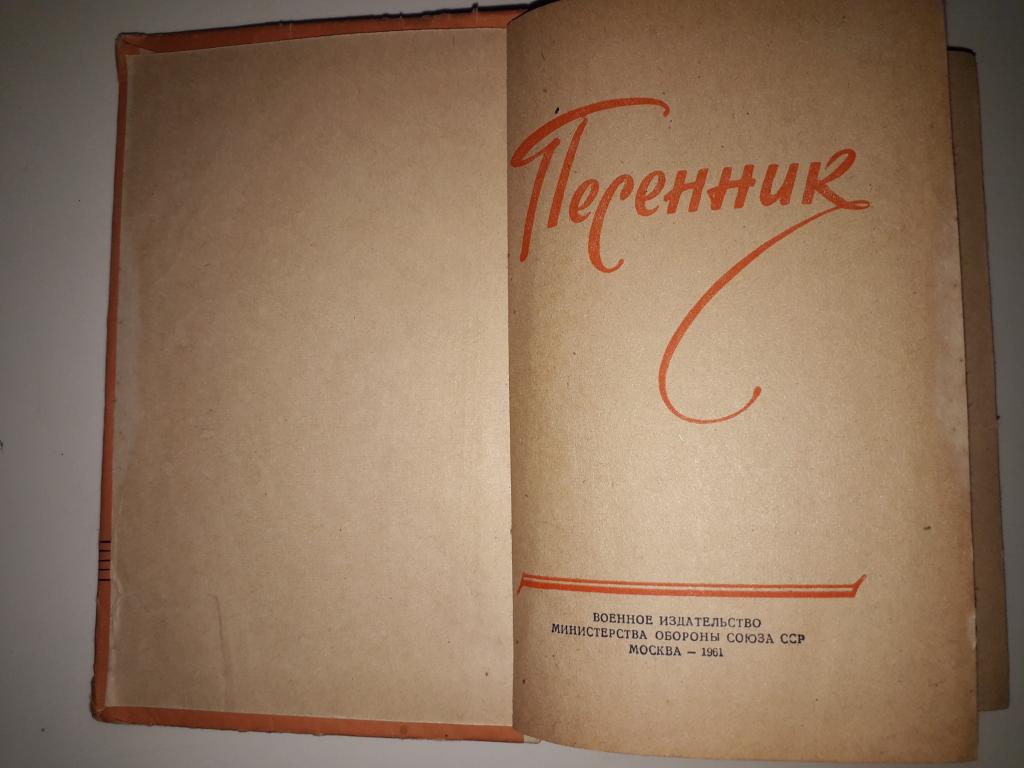 Песенник
ВОЕННОЕ ИЗДАТЕЛЬСТВО
МИНИСТЕРСТВА ОБОРОНЫ СОЮЗА ССР
МОСКВА — 1961